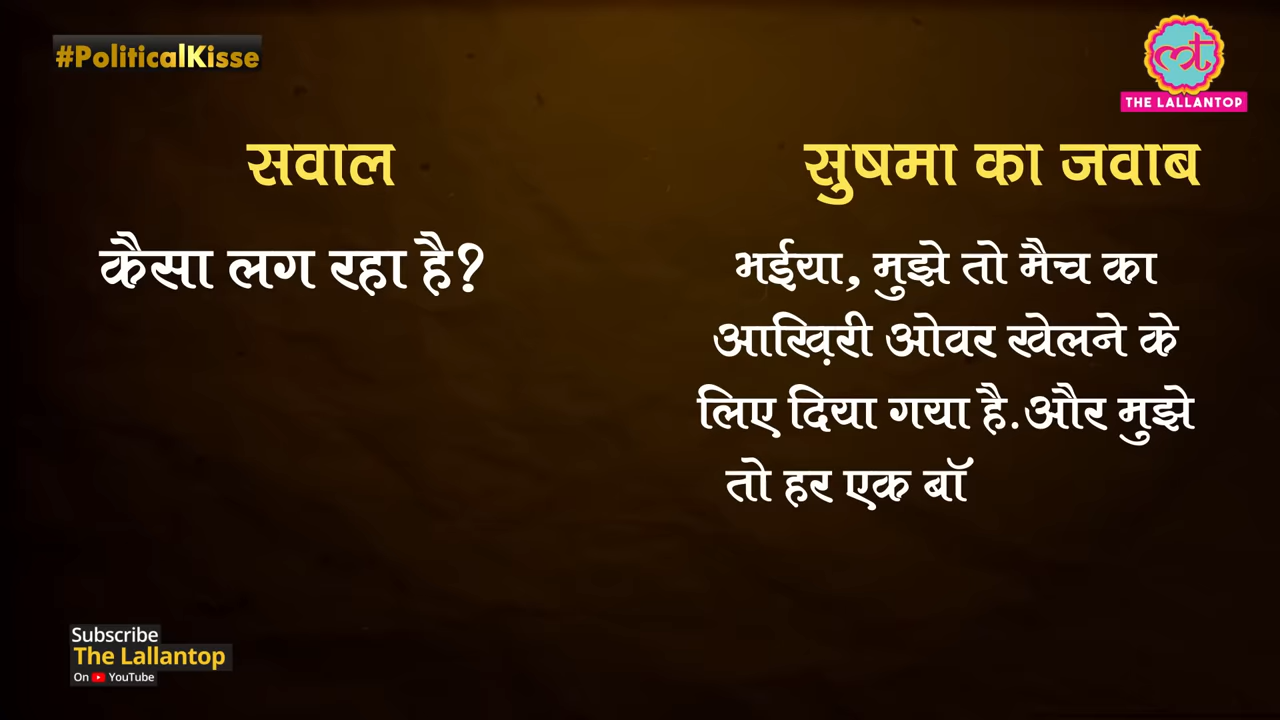 #PoliticalKisse
THE LALLANTOP
सवाल
सुषमा का जवाब
कैसा लग रहा है?
भईया, मुझे तो मैच का
आख़िरी ओवर खेलने के
लिए दिया गया है.और मुझे
तो हर एक बॉ
Subscribe
The Lallantop
On YouTube